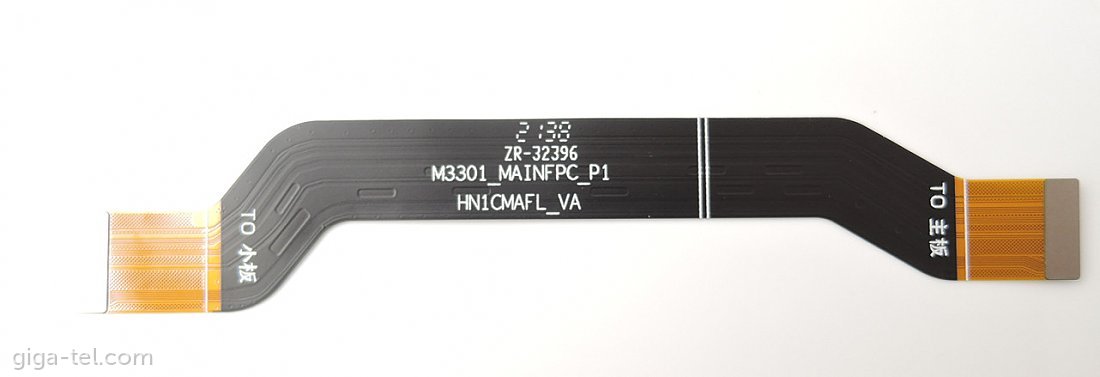 2138
ZR-32396
M3301_MAINFPC_P1
HN1CMAFL_VA
TO 小板
TO 主板
giga-tel.com